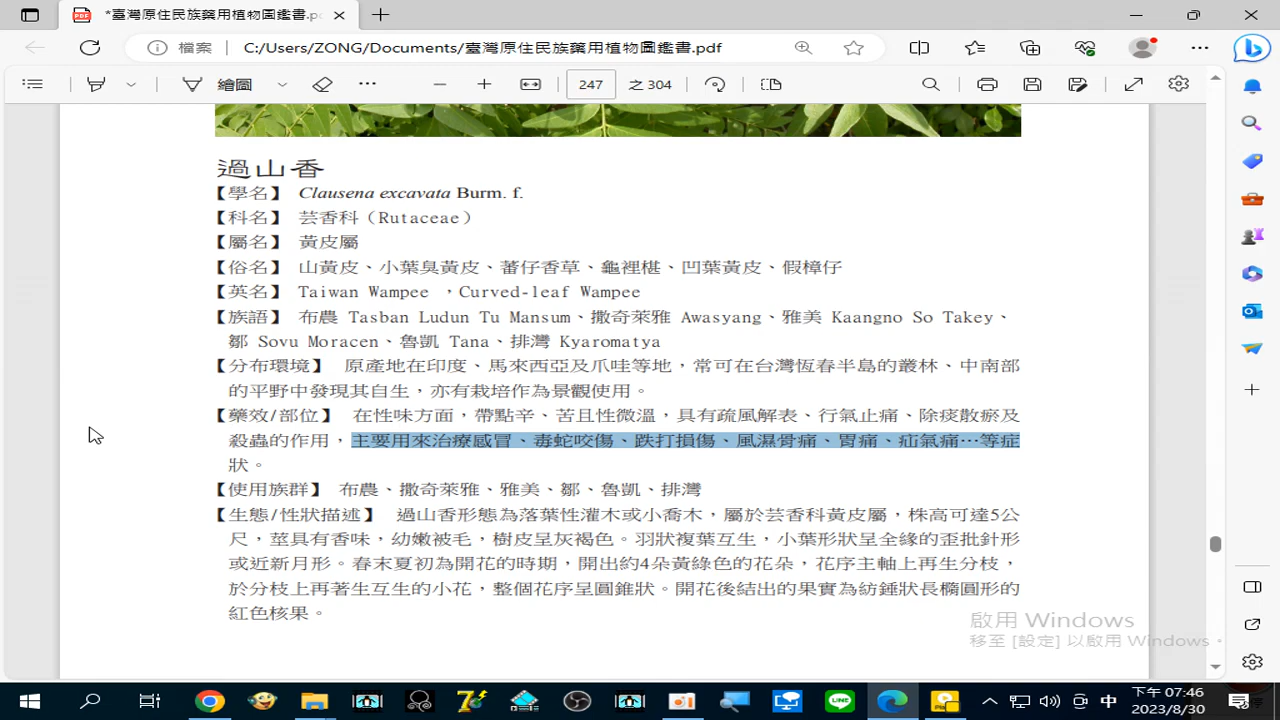 *臺灣原住民族藥用植物圖鑑書.pd
檔案 C:/Users/ZONG/Documents/臺灣原住民族藥用植物圖鑑書.pdf
繪圖 247 之 304
過山香
【學名】 Clausena excavata Burm. f.
【科名】 芸香科（Rutaceae）
【屬名】 黃皮屬
【俗名】 山黃皮、小葉臭黃皮、蕃仔香草、龜裡椹、凹葉黃皮、假樟仔
【英名】 Taiwan Wampee ，Curved-leaf Wampee
【族語】 布農 Tasban Ludun Tu Mansum、撒奇萊雅 Awasyang、雅美 Kaangno So Takey、
鄒 Sovu Moracen、魯凱 Tana、排灣 Kyaromatya
【分布環境】 原產地在印度、馬來西亞及爪哇等地，常可在台灣恆春半島的叢林、中南部
的平野中發現其自生，亦有栽培作為景觀使用。
【藥效/部位】 在性味方面，帶點辛、苦且性微溫，具有疏風解表、行氣止痛、除痰散瘀及
殺蟲的作用，主要用來治療感冒、毒蛇咬傷、跌打損傷、風濕骨痛、胃痛、疝氣痛…等症
狀。
【使用族群】 布農、撒奇萊雅、雅美、鄒、魯凱、排灣
【生態/性狀描述】 過山香形態為落葉性灌木或小喬木，屬於芸香科黃皮屬，株高可達5公
尺，莖具有香味，幼嫩被毛，樹皮呈灰褐色。羽狀複葉互生，小葉形狀呈全緣的歪批針形
或近新月形。春末夏初為開花的時期，開出約4朵黃綠色的花朵，花序主軸上再生分枝，
於分枝上再著生互生的小花，整個花序呈圓錐狀。開花後結出的果實為紡錘狀長橢圓形的
紅色核果。
啟用 Windows
移至 [設定] 以啟用 Windows。
LINE 中 下午 07:46
2023/8/30